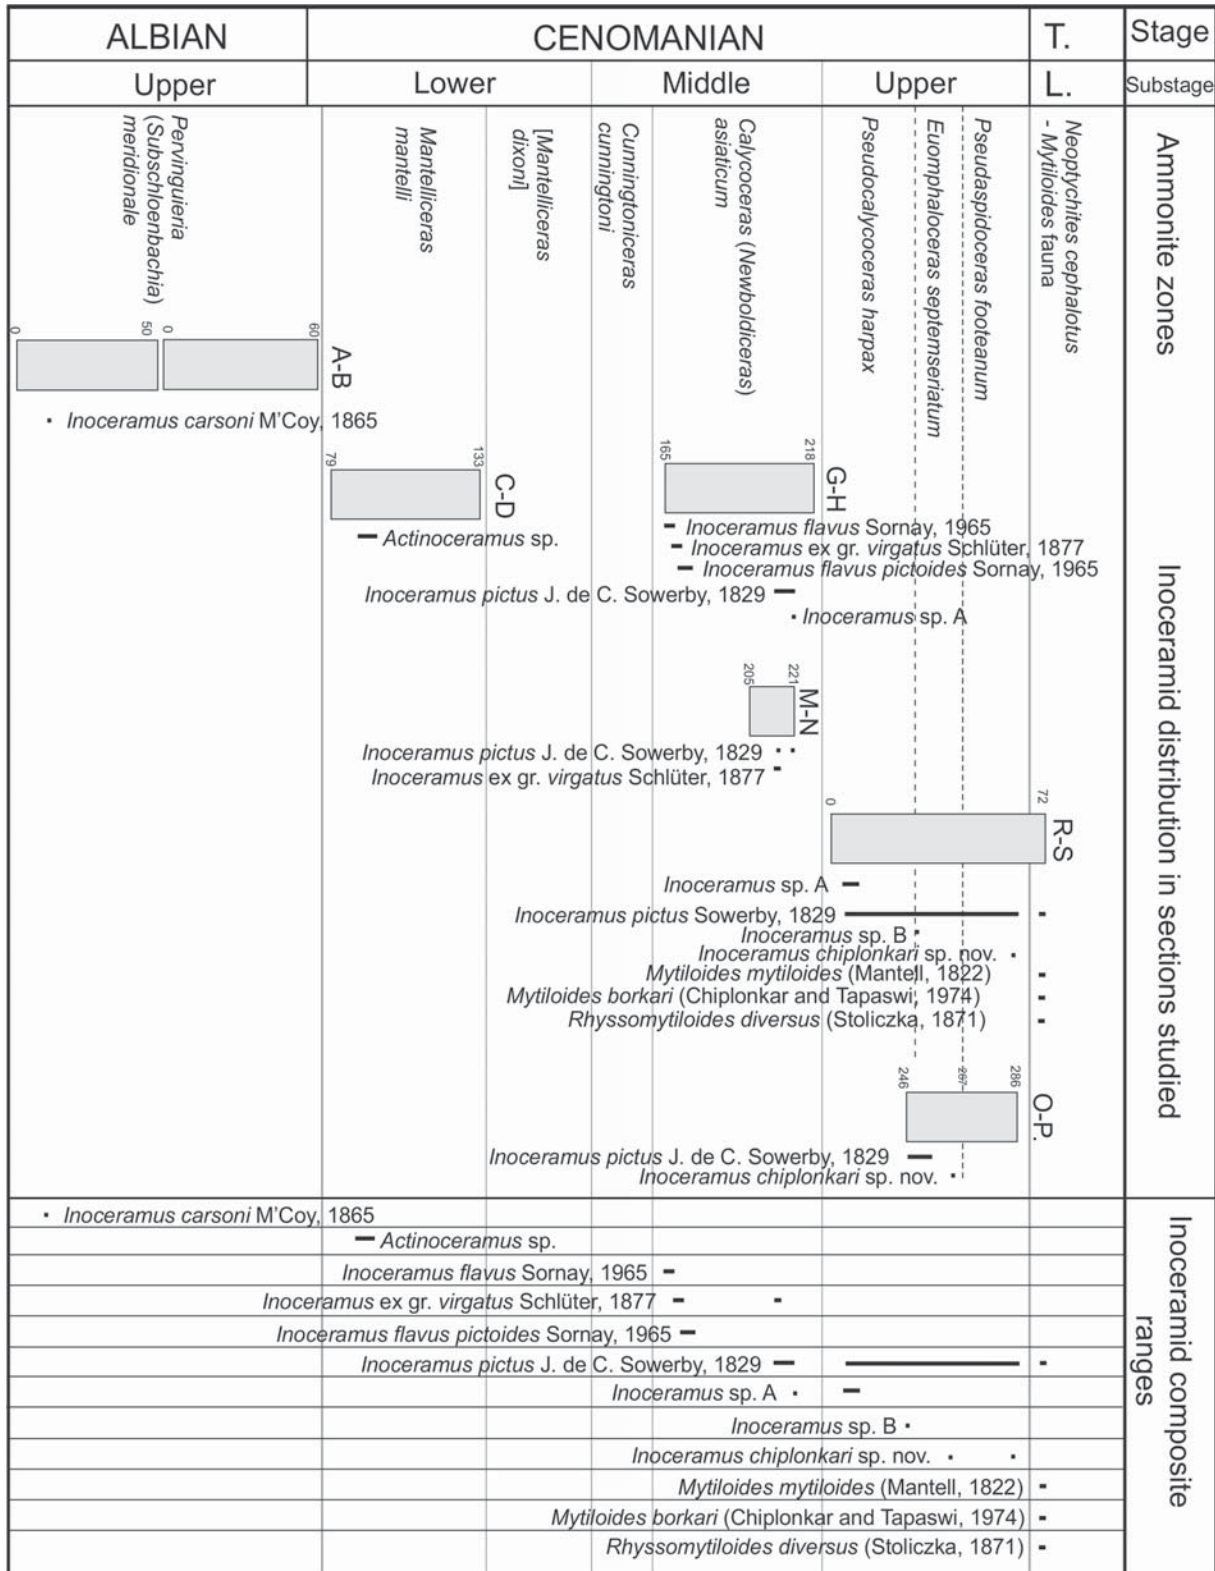 ALBIAN
CENOMANIAN
T.
Stage
Upper
Lower
Middle
Upper
L.
Substage
Pervinguieria
(Subschloenbachia)
meridionale
Mantelliceras
mantelli
[Mantelliceras
dixoni]
Cunningtoniceras
cunningtoni
Calycoceras (Newboldiceras)
asiaticum
Pseudocalycoceras harpax
Euomphaloceras septemseriatum
Pseudaspidoceras footeanum
Neoptychites cephalotus
- Mytiloides fauna
Ammonite zones
0
50
0
60
A-B
Inoceramus carsoni M'Coy, 1865
79
133
C-D
Actinoceramus sp.
165
218
G-H
Inoceramus flavus Sornay, 1965
Inoceramus ex gr. virgatus Schlüter, 1877
Inoceramus flavus pictoides Sornay, 1965
Inoceramus pictus J. de C. Sowerby, 1829
Inoceramus sp. A
205
221
M-N
Inoceramus pictus J. de C. Sowerby, 1829
Inoceramus ex gr. virgatus Schlüter, 1877
0
72
R-S
Inoceramus sp. A
Inoceramus pictus Sowerby, 1829
Inoceramus sp. B
Inoceramus chiplonkari sp. nov.
Mytiloides mytiloides (Mantell, 1822)
Mytiloides borkari (Chiplonkar and Tapaswi, 1974)
Rhyssomytiloides diversus (Stoliczka, 1871)
246
267
286
O-P.
Inoceramus pictus J. de C. Sowerby, 1829
Inoceramus chiplonkari sp. nov.
Inoceramid distribution in sections studied
Inoceramus carsoni M'Coy, 1865
Actinoceramus sp.
Inoceramus flavus Sornay, 1965
Inoceramus ex gr. virgatus Schlüter, 1877
Inoceramus flavus pictoides Sornay, 1965
Inoceramus pictus J. de C. Sowerby, 1829
Inoceramus sp. A
Inoceramus sp. B
Inoceramus chiplonkari sp. nov.
Mytiloides mytiloides (Mantell, 1822)
Mytiloides borkari (Chiplonkar and Tapaswi, 1974)
Rhyssomytiloides diversus (Stoliczka, 1871)
Inoceramid composite
ranges